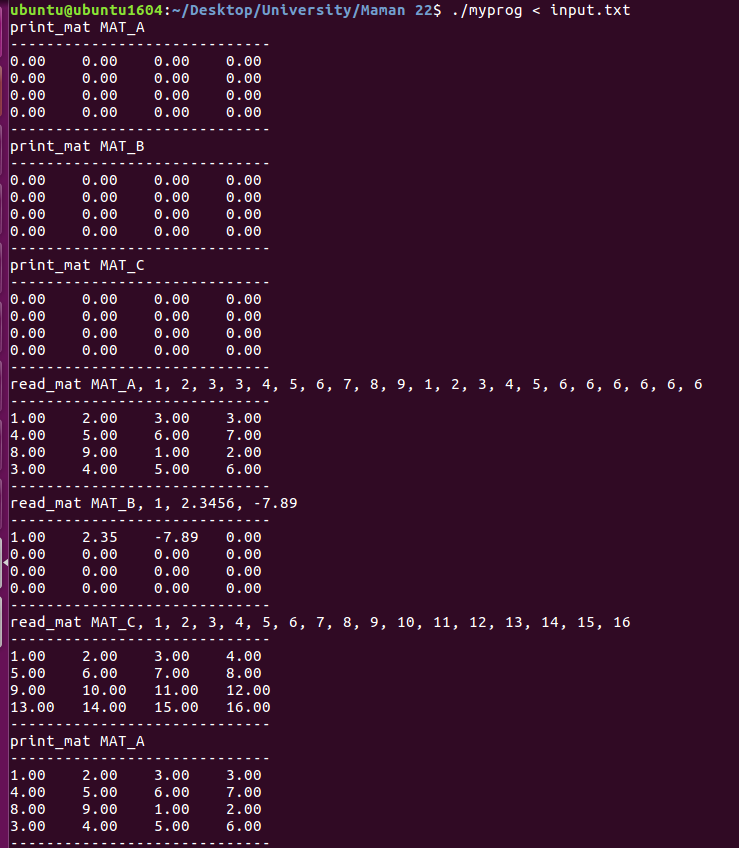 ubuntu@ubuntu1604:~/Desktop/University/Maman 22$ ./myprog < input.txt
print_mat MAT_A
-----------------------------
0.00    0.00    0.00    0.00
0.00    0.00    0.00    0.00
0.00    0.00    0.00    0.00
0.00    0.00    0.00    0.00
-----------------------------
print_mat MAT_B
-----------------------------
0.00    0.00    0.00    0.00
0.00    0.00    0.00    0.00
0.00    0.00    0.00    0.00
0.00    0.00    0.00    0.00
-----------------------------
print_mat MAT_C
-----------------------------
0.00    0.00    0.00    0.00
0.00    0.00    0.00    0.00
0.00    0.00    0.00    0.00
0.00    0.00    0.00    0.00
-----------------------------
read_mat MAT_A, 1, 2, 3, 3, 4, 5, 6, 7, 8, 9, 1, 2, 3, 4, 5, 6, 6, 6, 6, 6, 6
-----------------------------
1.00    2.00    3.00    3.00
4.00    5.00    6.00    7.00
8.00    9.00    1.00    2.00
3.00    4.00    5.00    6.00
-----------------------------
read_mat MAT_B, 1, 2.3456, -7.89
-----------------------------
1.00    2.35    -7.89   0.00
0.00    0.00    0.00    0.00
0.00    0.00    0.00    0.00
0.00    0.00    0.00    0.00
-----------------------------
read_mat MAT_C, 1, 2, 3, 4, 5, 6, 7, 8, 9, 10, 11, 12, 13, 14, 15, 16
-----------------------------
1.00    2.00    3.00    4.00
5.00    6.00    7.00    8.00
9.00    10.00   11.00   12.00
13.00   14.00   15.00   16.00
-----------------------------
print_mat MAT_A
-----------------------------
1.00    2.00    3.00    3.00
4.00    5.00    6.00    7.00
8.00    9.00    1.00    2.00
3.00    4.00    5.00    6.00
-----------------------------